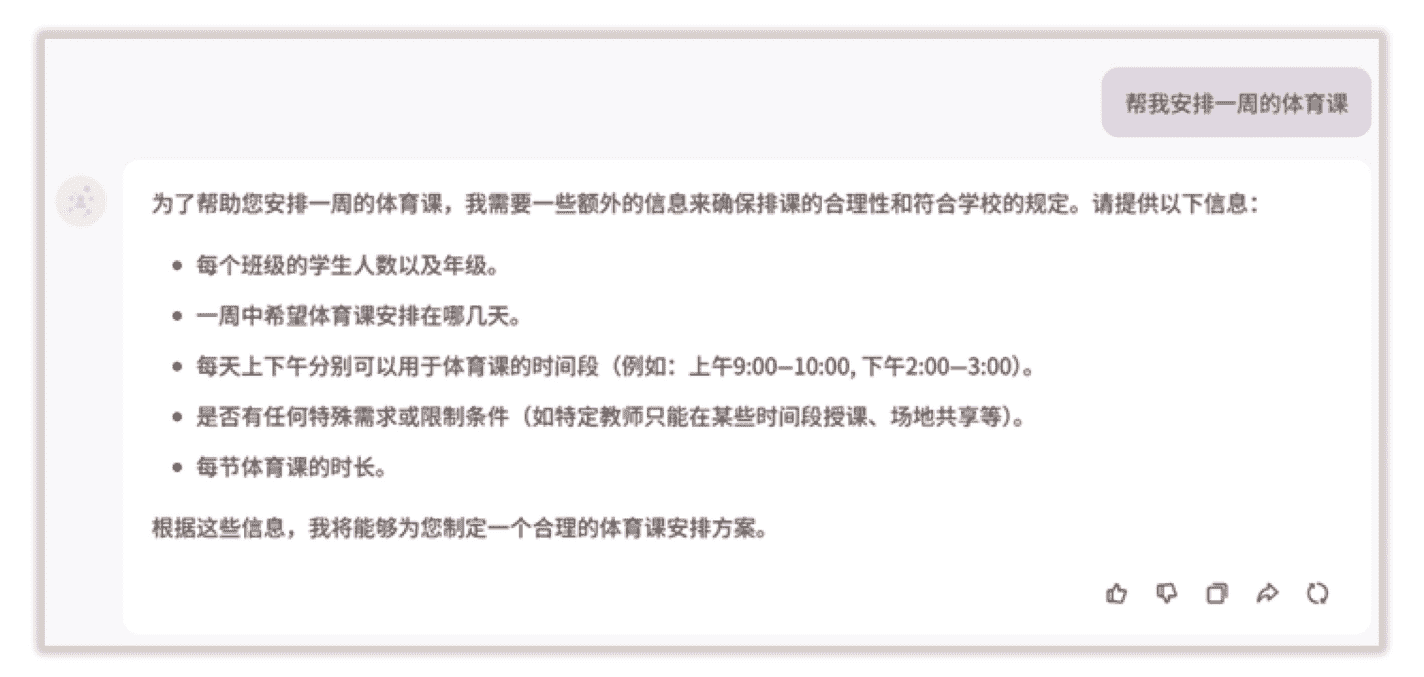 帮我安排一周的体育课
为了帮助您安排一周的体育课，我需要一些额外的信息来确保排课的合理性和符合学校的规定。请提供以下信息：
• 每个班级的学生人数以及年级。
• 一周中希望体育课安排在哪几天。
• 每天上下午分别可以用于体育课的时间段（例如：上午9:00—10:00, 下午2:00—3:00）。
• 是否有任何特殊需求或限制条件（如特定教师只能在某些时间段授课、场地共享等）。
• 每节体育课的时长。
根据这些信息，我将能够为您制定一个合理的体育课安排方案。